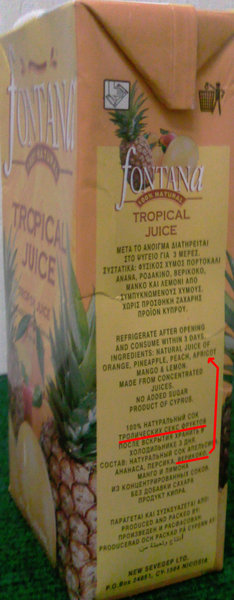 FONTANA
NATURAL
TROPICAL
JUICE
FONTANA
100% NATURAL
TROPICAL
JUICE
ΜΕΤΑ ΤΟ ΑΝΟΙΓΜΑ ΔΙΑΤΗΡΕΙΤΑΙ
ΣΤΟ ΨΥΓΕΙΟ ΓΙΑ 3 ΜΕΡΕΣ.
ΣΥΣΤΑΤΙΚΑ: ΦΥΣΙΚΟΣ ΧΥΜΟΣ ΠΟΡΤΟΚΑΛΙ
ΑΝΑΝΑ, ΡΟΔΑΚΙΝΟ, ΒΕΡΙΚΟΚΟ,
ΜΑΝΚΟ ΚΑΙ ΛΕΜΟΝΙ ΑΠΟ
ΣΥΜΠΥΚΝΩΜΕΝΟΥΣ ΧΥΜΟΥΣ.
ΧΩΡΙΣ ΠΡΟΣΘΗΚΗ ΖΑΧΑΡΗΣ
ΠΡΟΪΟΝ ΚΥΠΡΟΥ.
REFRIGERATE AFTER OPENING
AND CONSUME WITHIN 3 DAYS.
INGREDIENTS: NATURAL JUICE OF
ORANGE, PINEAPPLE, PEACH, APRICOT
MANGO & LEMON.
MADE FROM CONCENTRATED
JUICES.
NO ADDED SUGAR
PRODUCT OF CYPRUS.
100% НАТУРАЛЬНЫЙ СОК
ТРОПИЧЕСКИХ СЕКС ФРУКТОВ
ПОСЛЕ ВСКРЫТИЯ ХРАНИТЬ В
ХОЛОДИЛЬНИКЕ 3 ДНЯ.
СОСТАВ: НАТУРАЛЬНЫЙ СОК АПЕЛЬСИНА
АНАНАСА, ПЕРСИКА, ВЕРИКОКО,
МАНГО И ЛИМОНА
ИЗ КОНЦЕНТРИРОВАННЫХ СОКОВ.
БЕЗ ДОБАВКИ САХАРА
ПРОДУКТ КИПРА
ΠΑΡΑΓΕΤΑΙ ΚΑΙ ΣΥΣΚΕΥΑΖΕΤΑΙ ΑΠΟ:
PRODUCED AND PACKED BY:
ПРОИЗВЕДЕН И РАСФАСОВАН:
NEW SEVEGEP LTD.
P.O.Box 24851, CY-1304 NICOSIA